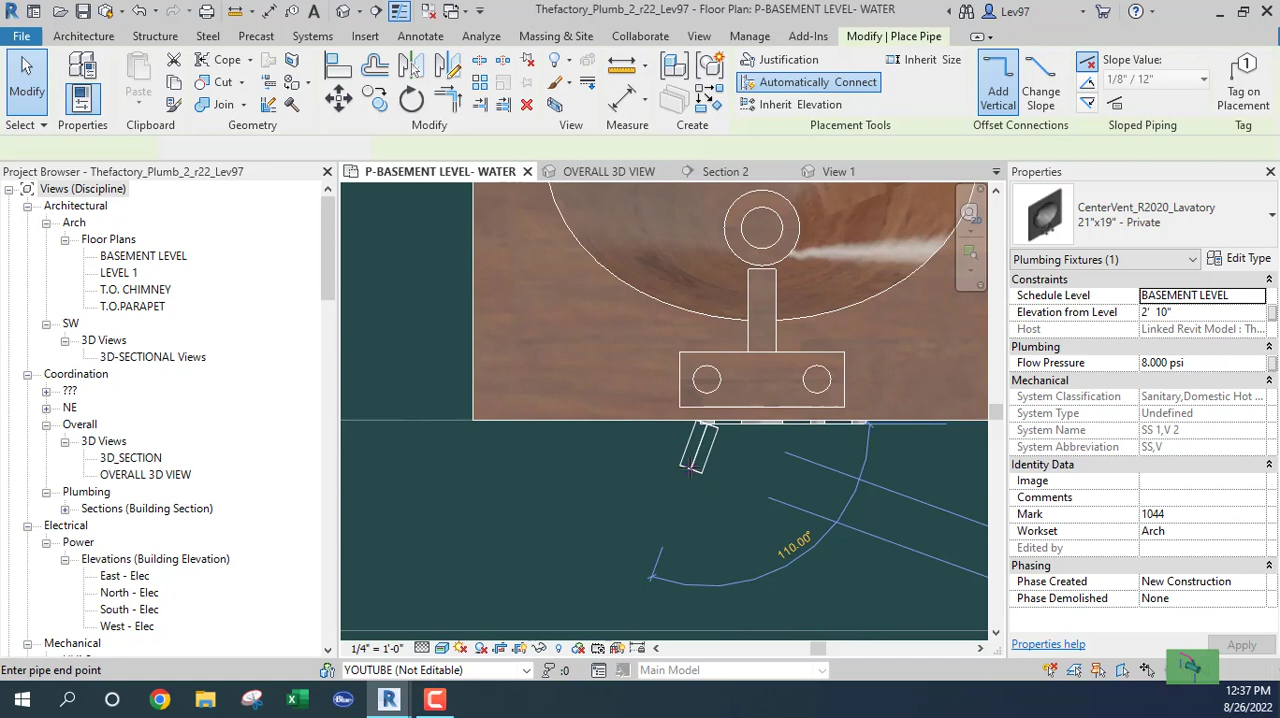 Thefactory_Plumb_2_r22_Lev97 - Floor Plan: P-BASEMENT LEVEL- WATER
Lev97
File Architecture Structure Steel Precast Systems Insert Annotate Analyze Massing & Site Collaborate View Manage Add-Ins Modify | Place Pipe
Modify
Properties
Paste
Cope
Cut
Join
Justification
Automatically Connect
Inherit Elevation
Inherit Size
Add Vertical
Change Slope
Slope Value:
1/8" / 12"
Tag on Placement
Select Properties Clipboard Geometry Modify View Measure Create Placement Tools Offset Connections Sloped Piping Tag
Project Browser - Thefactory_Plumb_2_r22_Lev97
Views (Discipline)
Architectural
Arch
Floor Plans
BASEMENT LEVEL
LEVEL 1
T.O. CHIMNEY
T.O.PARAPET
SW
3D Views
3D-SECTIONAL Views
Coordination
???
NE
Overall
3D Views
3D_SECTION
OVERALL 3D VIEW
Plumbing
Sections (Building Section)
Electrical
Power
Elevations (Building Elevation)
East - Elec
North - Elec
South - Elec
West - Elec
Mechanical
P-BASEMENT LEVEL- WATER
OVERALL 3D VIEW
Section 2
View 1
2D
110.00°
1/4" = 1'-0"
Properties
CenterVent_R2020_Lavatory
21"x19" - Private
Plumbing Fixtures (1)
Edit Type
Constraints
Schedule Level BASEMENT LEVEL
Elevation from Level 2' 10"
Host Linked Revit Model : Th...
Plumbing
Flow Pressure 8.000 psi
Mechanical
System Classification Sanitary,Domestic Hot ...
System Type Undefined
System Name SS 1,V 2
System Abbreviation SS,V
Identity Data
Image
Comments
Mark 1044
Workset Arch
Edited by
Phasing
Phase Created New Construction
Phase Demolished None
Properties help
Apply
Enter pipe end point
YOUTUBE (Not Editable)
:0
Main Model
12:37 PM
8/26/2022